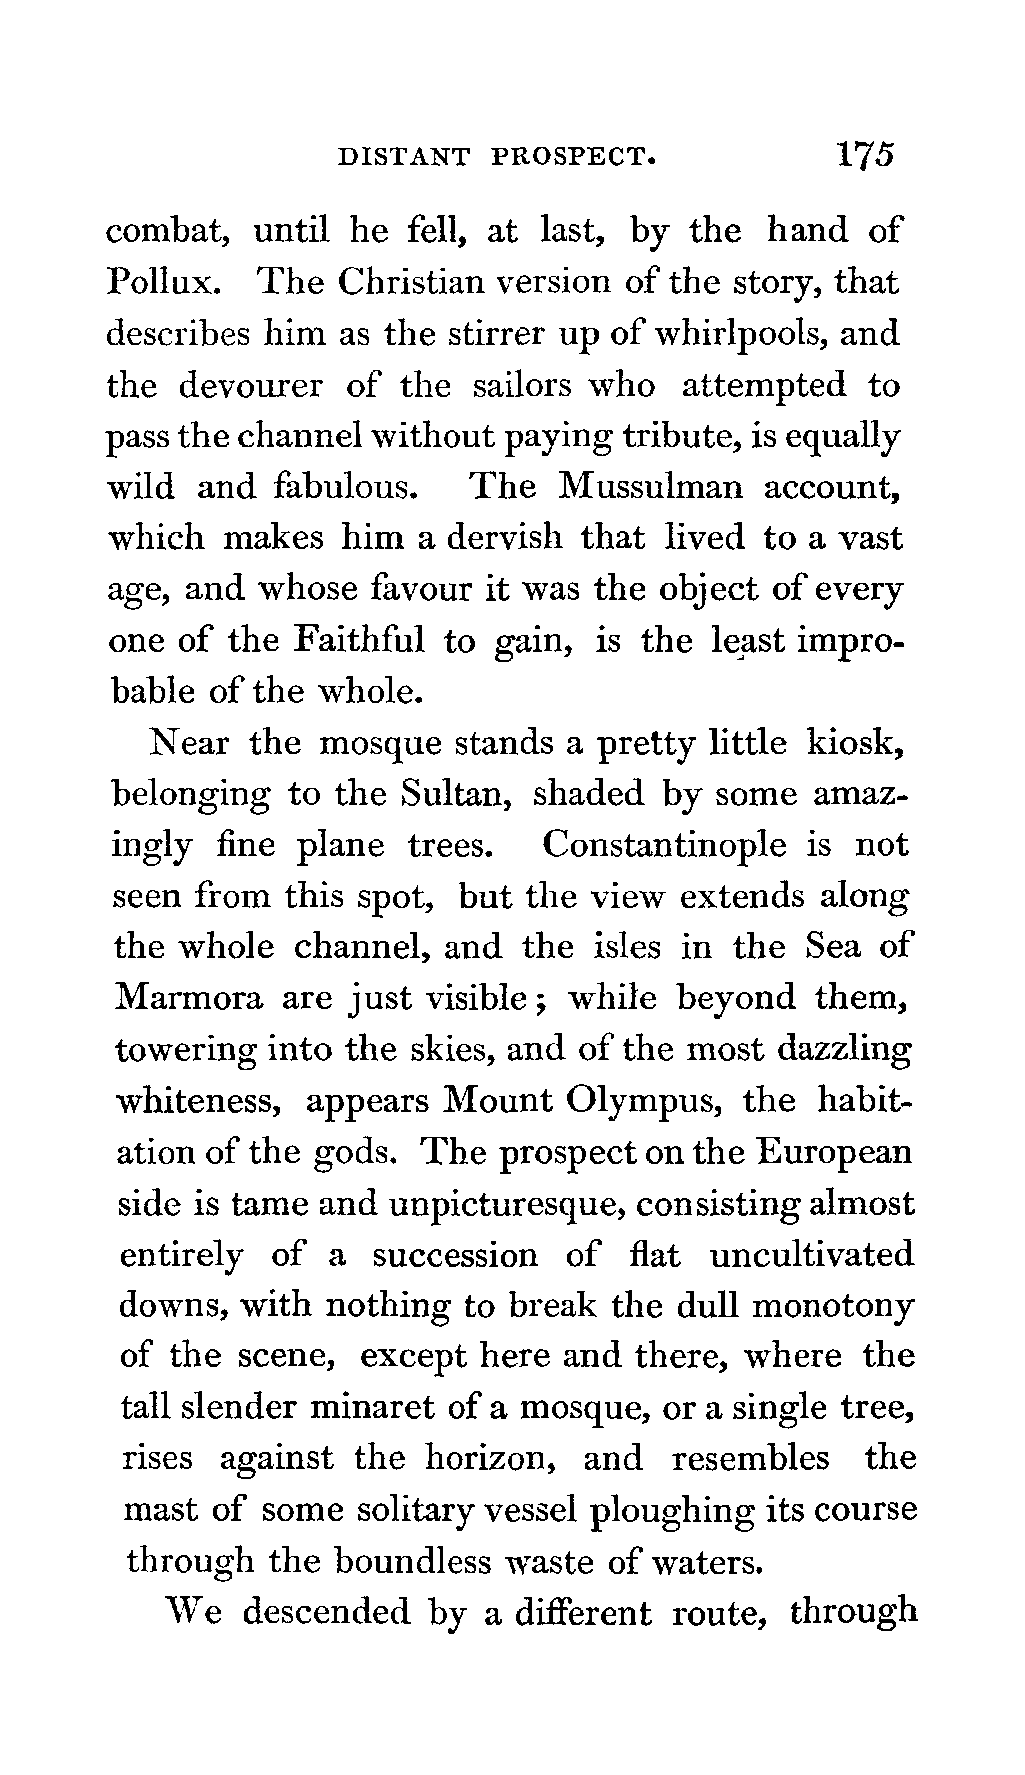 DISTANT PROSPECT. 175
combat, until he fell, at last, by the hand of
Pollux. The Christian version of the story, that
describes him as the stirrer up of whirlpools, and
the devourer of the sailors who attempted to
pass the channel without paying tribute, is equally
wild and fabulous. The Mussulman account,
which makes him a dervish that lived to a vast
age, and whose favour it was the object of every
one of the Faithful to gain, is the least impro-
bable of the whole.
Near the mosque stands a pretty little kiosk,
belonging to the Sultan, shaded by some amaz-
ingly fine plane trees. Constantinople is not
seen from this spot, but the view extends along
the whole channel, and the isles in the Sea of
Marmora are just visible; while beyond them,
towering into the skies, and of the most dazzling
whiteness, appears Mount Olympus, the habit-
ation of the gods. The prospect on the European
side is tame and unpicturesque, consisting almost
entirely of a succession of flat uncultivated
downs, with nothing to break the dull monotony
of the scene, except here and there, where the
tall slender minaret of a mosque, or a single tree,
rises against the horizon, and resembles the
mast of some solitary vessel ploughing its course
through the boundless waste of waters.
We descended by a different route, through